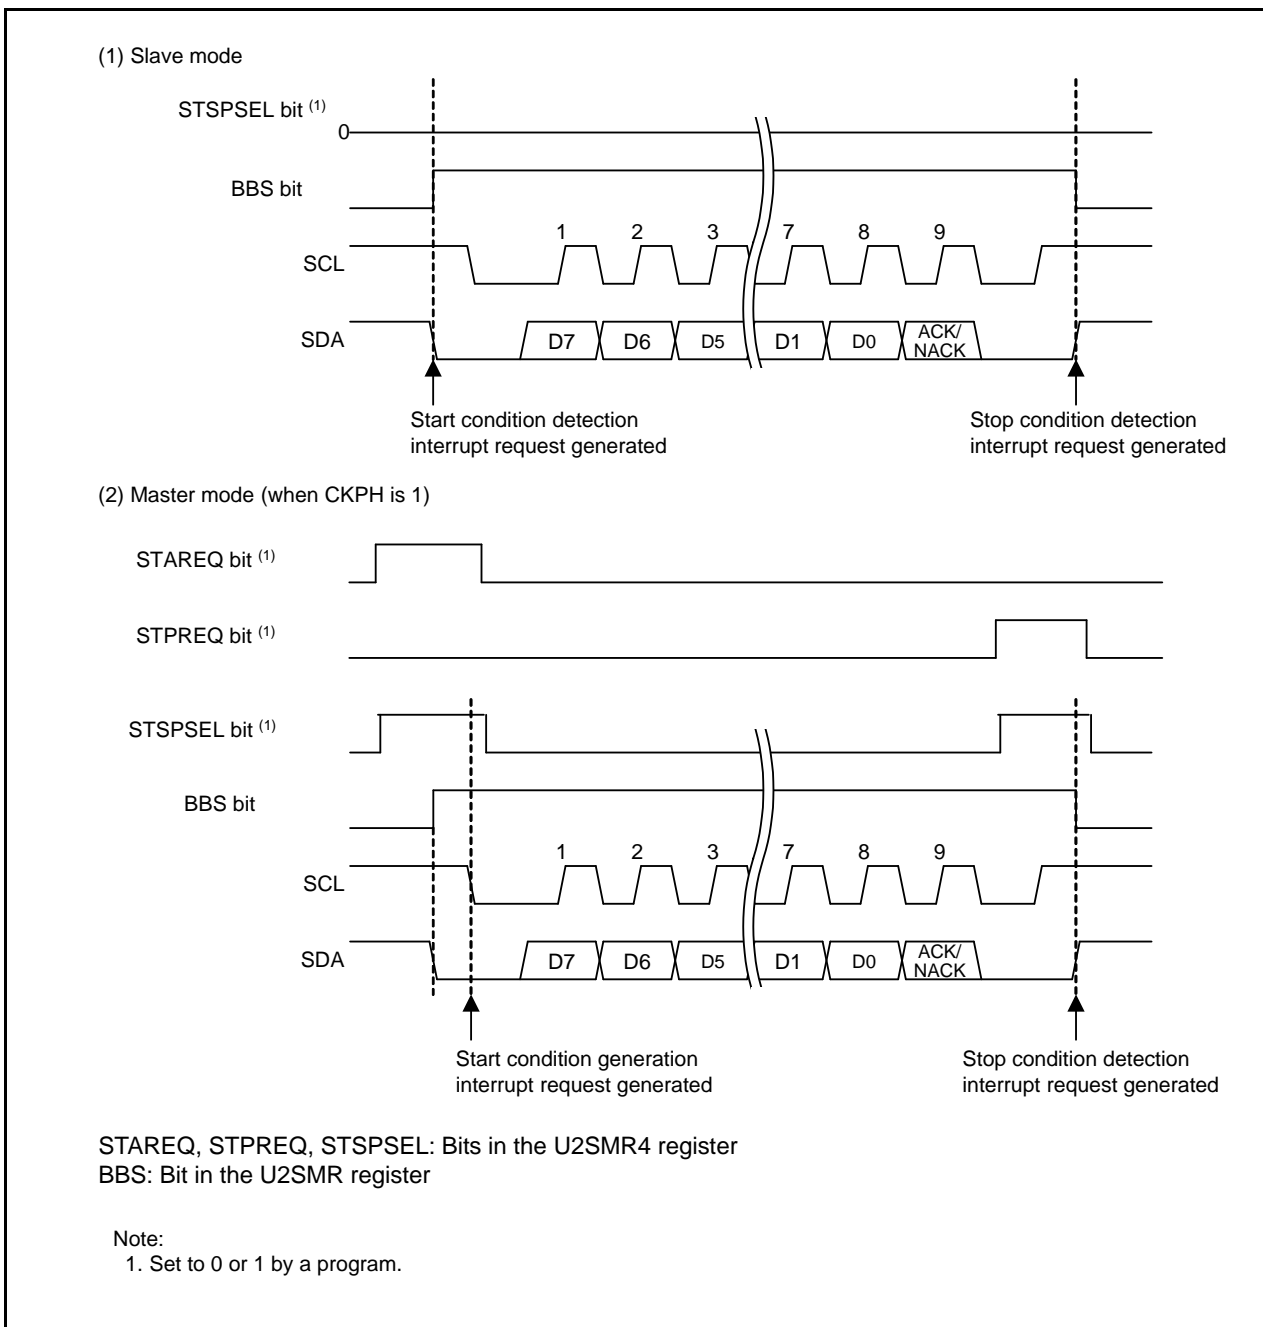 (1) Slave mode
STSPSEL bit (1)
0
BBS bit
1 2 3 7 8 9
SCL
SDA
D7 D6 D5 D1 D0 ACK/
NACK
Start condition detection
interrupt request generated
Stop condition detection
interrupt request generated
(2) Master mode (when CKPH is 1)
STAREQ bit (1)
STPREQ bit (1)
STSPSEL bit (1)
BBS bit
1 2 3 7 8 9
SCL
SDA
D7 D6 D5 D1 D0 ACK/
NACK
Start condition generation
interrupt request generated
Stop condition detection
interrupt request generated
STAREQ, STPREQ, STSPSEL: Bits in the U2SMR4 register
BBS: Bit in the U2SMR register
Note:
1. Set to 0 or 1 by a program.